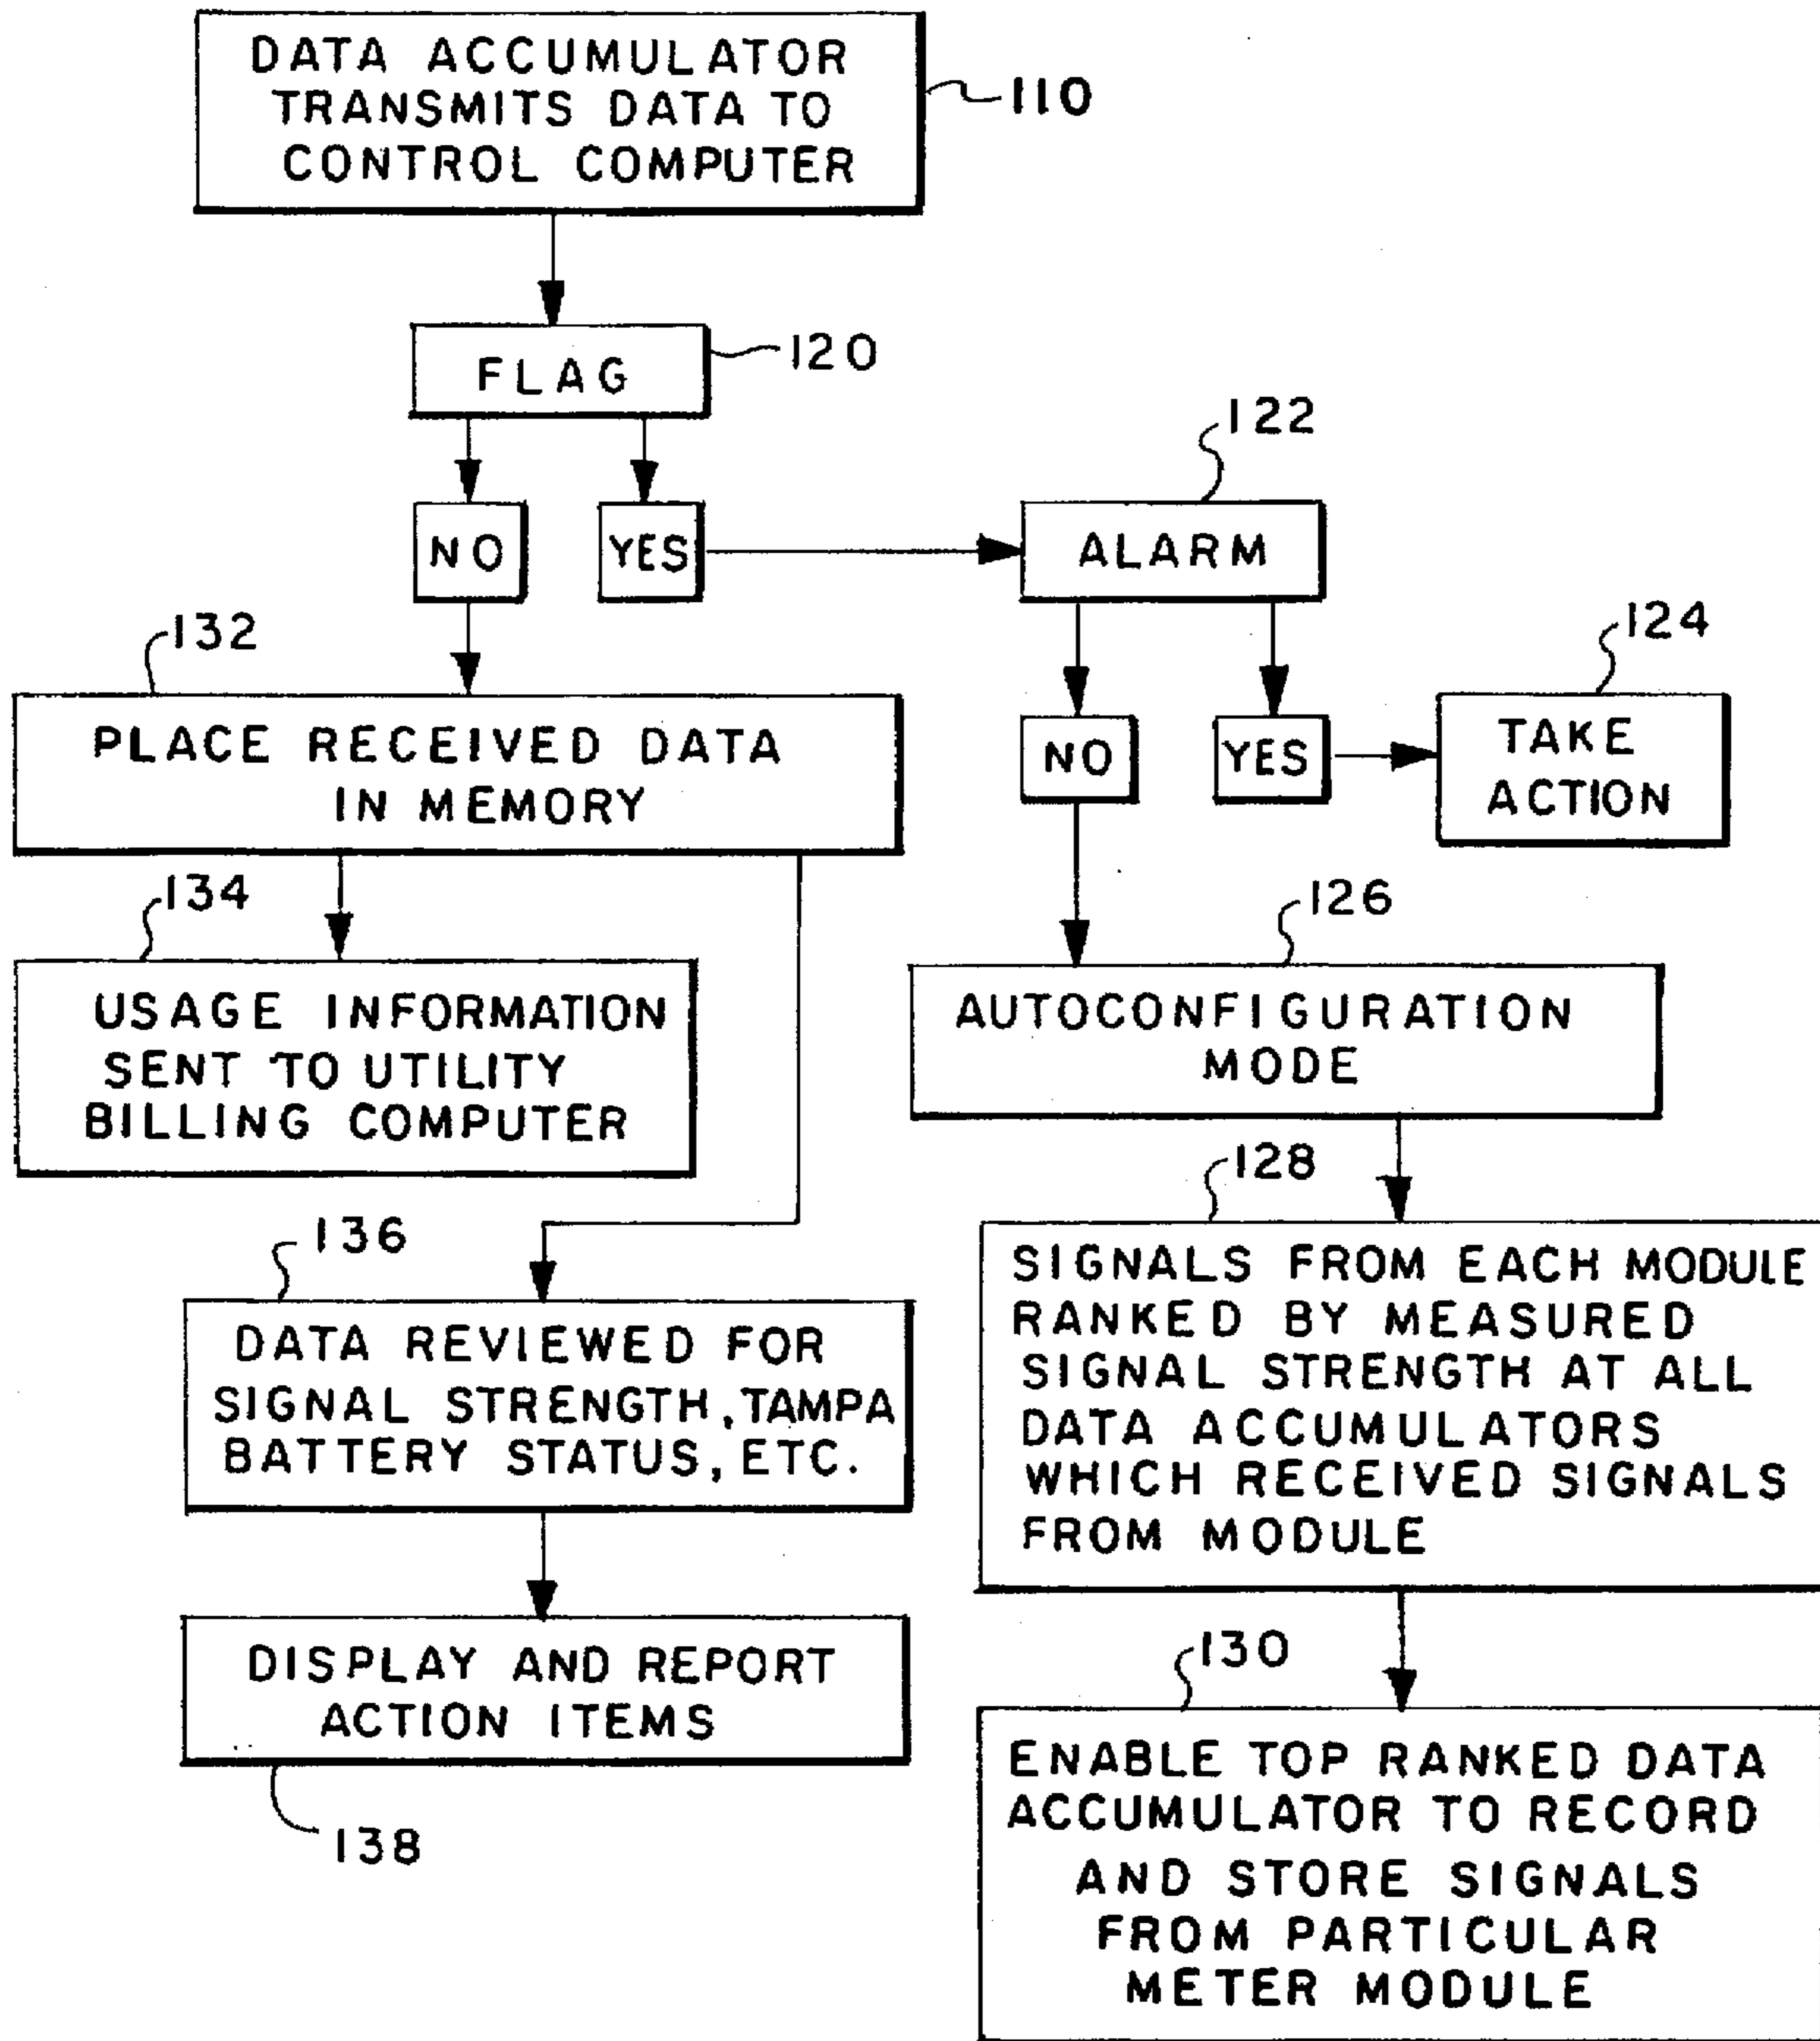 DATA ACCUMULATOR
TRANSMITS DATA TO
CONTROL COMPUTER
110
FLAG
120
NO
YES
122
ALARM
132
124
PLACE RECEIVED DATA
IN MEMORY
NO
YES
TAKE
ACTION
134
126
USAGE INFORMATION
SENT TO UTILITY
BILLING COMPUTER
AUTOCONFIGURATION
MODE
136
128
DATA REVIEWED FOR
SIGNAL STRENGTH, TAMPA
BATTERY STATUS, ETC.
SIGNALS FROM EACH MODULE
RANKED BY MEASURED
SIGNAL STRENGTH AT ALL
DATA ACCUMULATORS
WHICH RECEIVED SIGNALS
FROM MODULE
DISPLAY AND REPORT
ACTION ITEMS
138
130
ENABLE TOP RANKED DATA
ACCUMULATOR TO RECORD
AND STORE SIGNALS
FROM PARTICULAR
METER MODULE